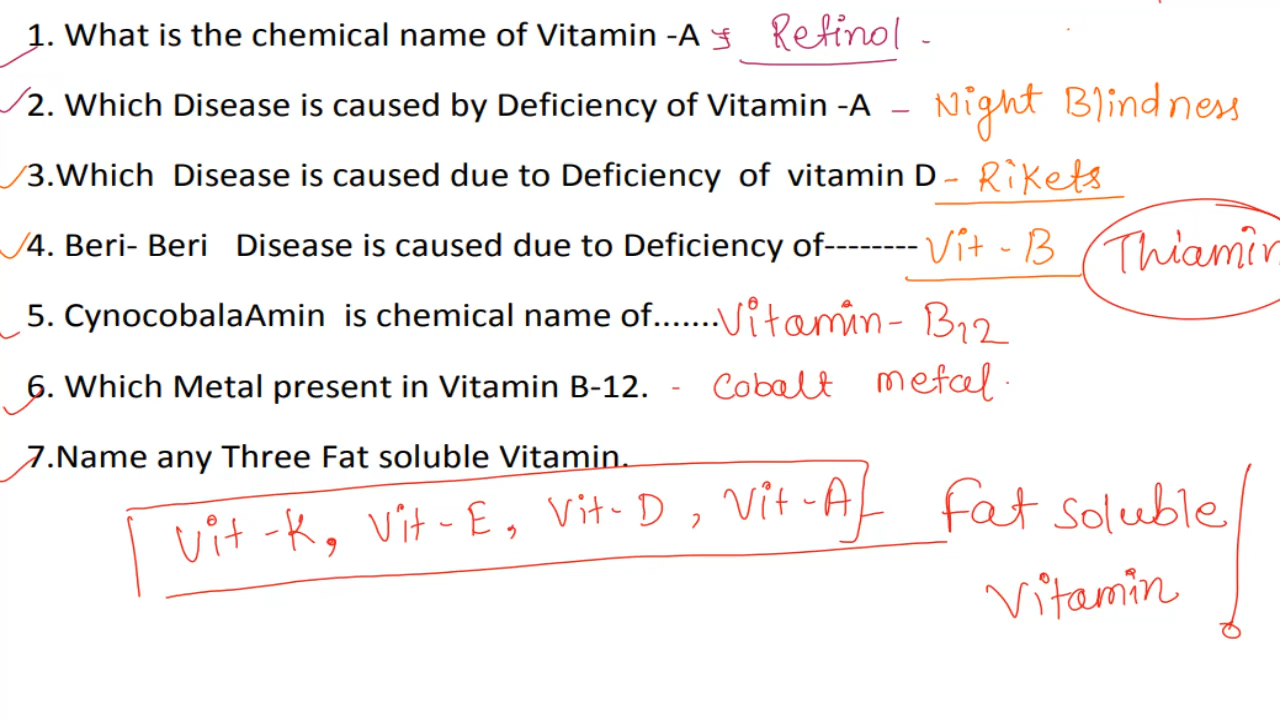 1. What is the chemical name of Vitamin -A Retinol -
2. Which Disease is caused by Deficiency of Vitamin -A - Night Blindness
3.Which Disease is caused due to Deficiency of vitamin D - Rikets
4. Beri- Beri Disease is caused due to Deficiency of-------- Vit - B Thiamin
5. CynocobalaAmin is chemical name of....... Vitamin - B12
6. Which Metal present in Vitamin B-12. - Cobalt metal.
7.Name any Three Fat soluble Vitamin.
Vit - K, Vit - E, Vit - D, Vit - A - Fat soluble
Vitamin